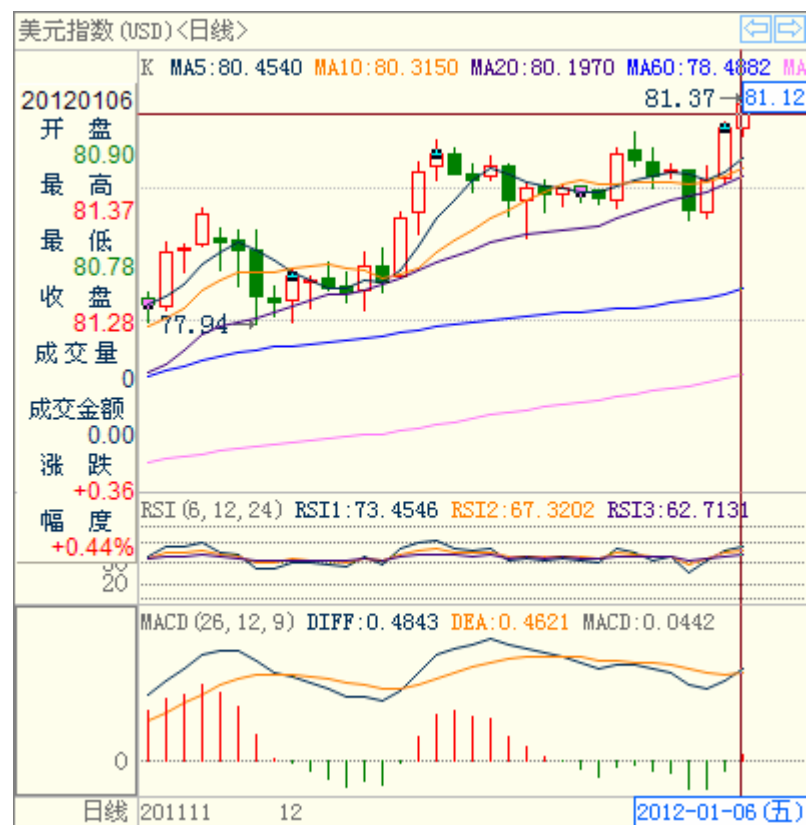 美元指数(USD)<日线>
K MA5:80.4540 MA10:80.3150 MA20:80.1970 MA60:78.4882 MA
20120106
81.37
81.12
开 盘
80.90
最 高
81.37
最 低
80.78
收 盘
81.28
77.94
成交量
0
成交金额
0.00
涨 跌
+0.36
幅 度
+0.44%
RSI(6,12,24) RSI1:73.4546 RSI2:67.3202 RSI3:62.7131
20
MACD(26,12,9) DIFF:0.4843 DEA:0.4621 MACD:0.0442
0
日线 201111 12 2012-01-06(五)